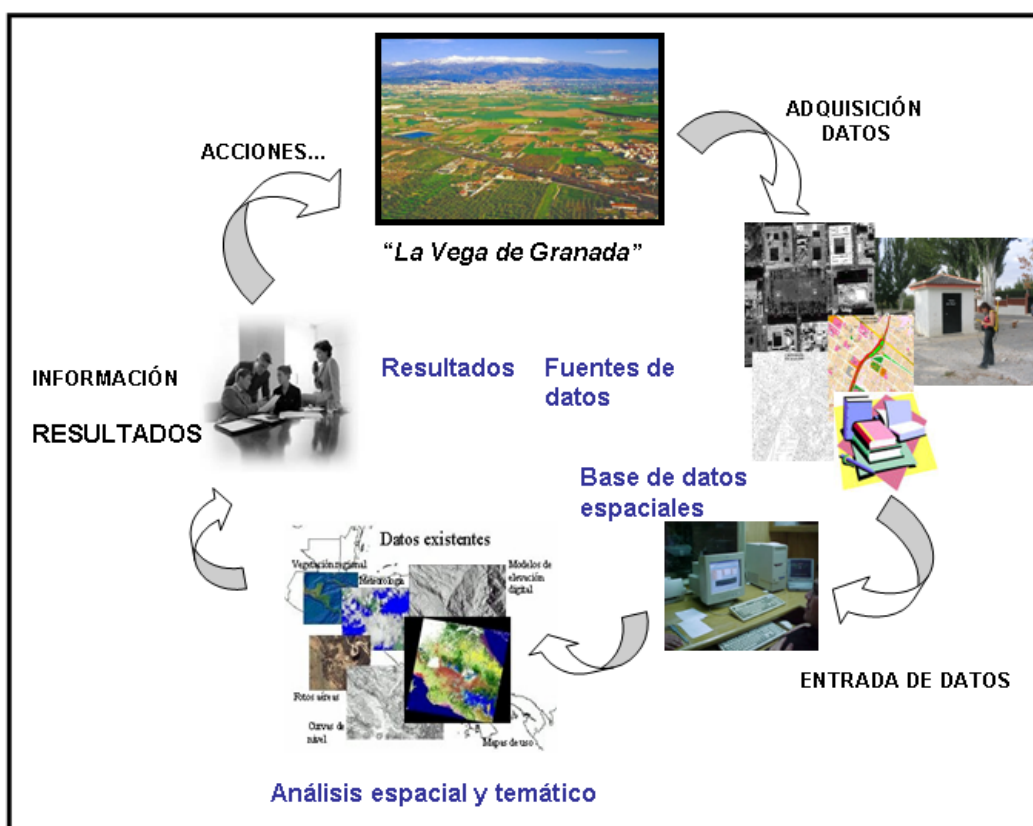 ADQUISICIÓN
DATOS
ACCIONES...
“La Vega de Granada”
Resultados
Fuentes de
datos
INFORMACIÓN
RESULTADOS
Base de datos
espaciales
Datos existentes
Vegetación regional
Meteorología
Modelos de
elevación
digital
Fotos aéreas
Curvas de
nivel
Mapas de uso
ENTRADA DE DATOS
Análisis espacial y temático